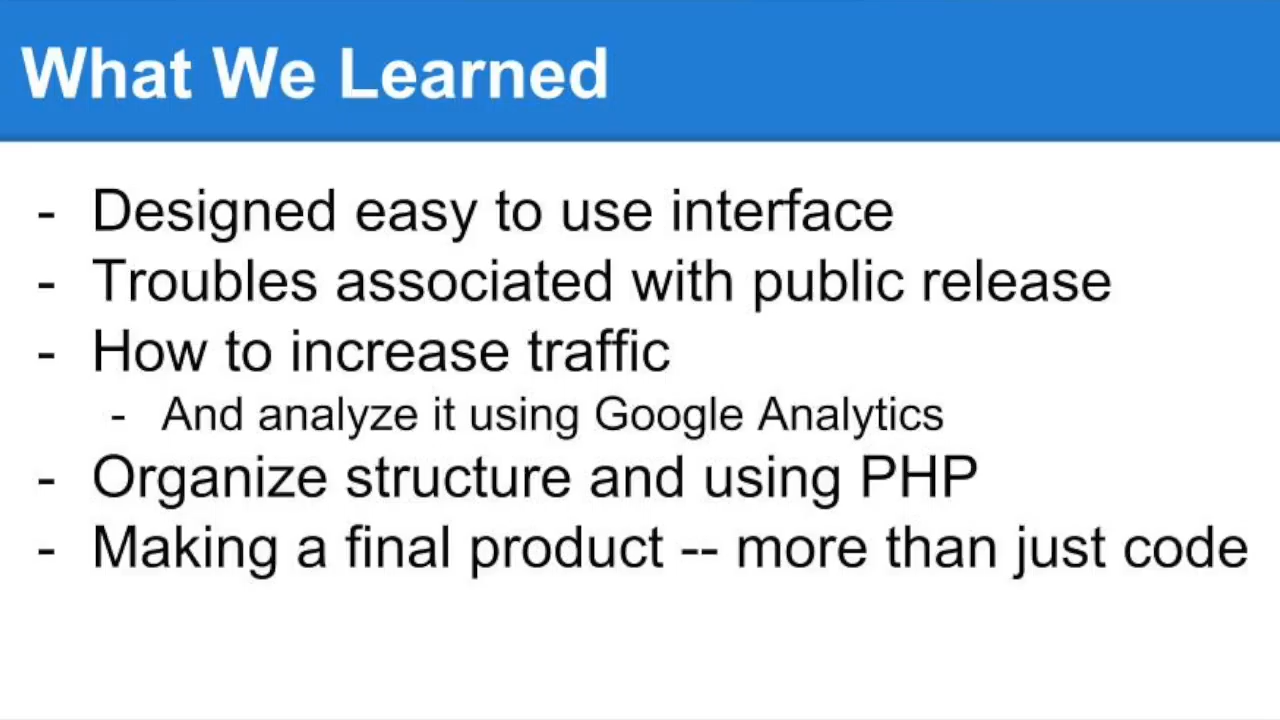 What We Learned
- Designed easy to use interface
- Troubles associated with public release
- How to increase traffic
- And analyze it using Google Analytics
- Organize structure and using PHP
- Making a final product -- more than just code